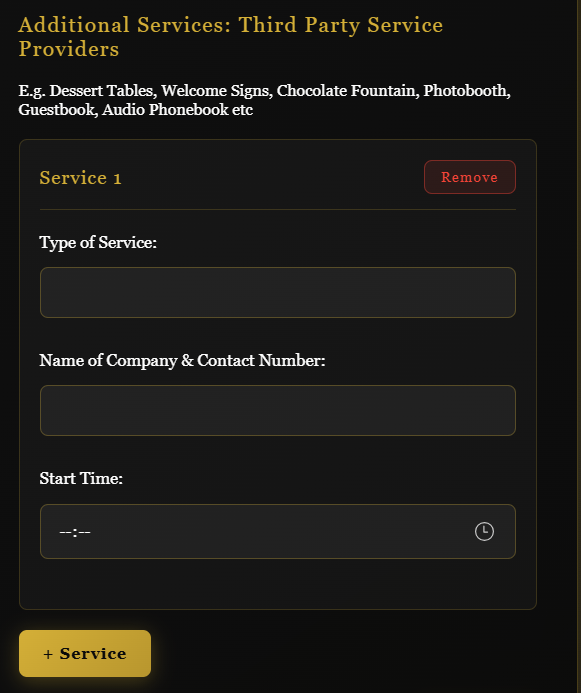 Additional Services: Third Party Service
Providers
E.g. Dessert Tables, Welcome Signs, Chocolate Fountain, Photobooth,
Guestbook, Audio Phonebook etc
Service 1
Remove
Type of Service:
Name of Company & Contact Number:
Start Time:
--:--
+ Service